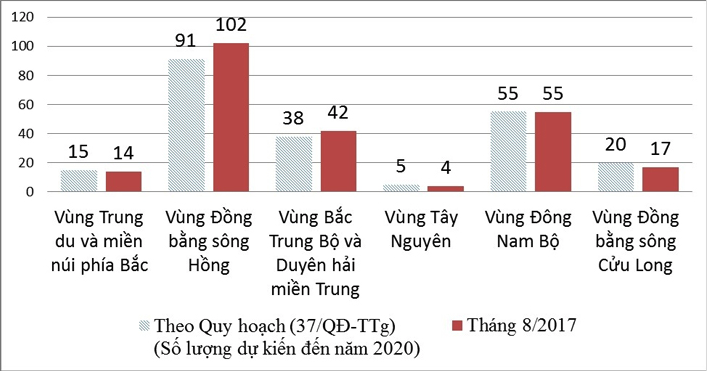 120
100
80
60
40
20
0
15
14
91
102
38
42
5
4
55
55
20
17
Vùng Trung
du và miền
núi phía Bắc
Vùng Đồng
bằng sông
Hồng
Vùng Bắc
Trung Bộ và
Duyên hải
miền Trung
Vùng Tây
Nguyên
Vùng Đông
Nam Bộ
Vùng Đồng
bằng sông
Cửu Long
Theo Quy hoạch (37/QĐ-TTg)
(Số lượng dự kiến đến năm 2020)
Tháng 8/2017